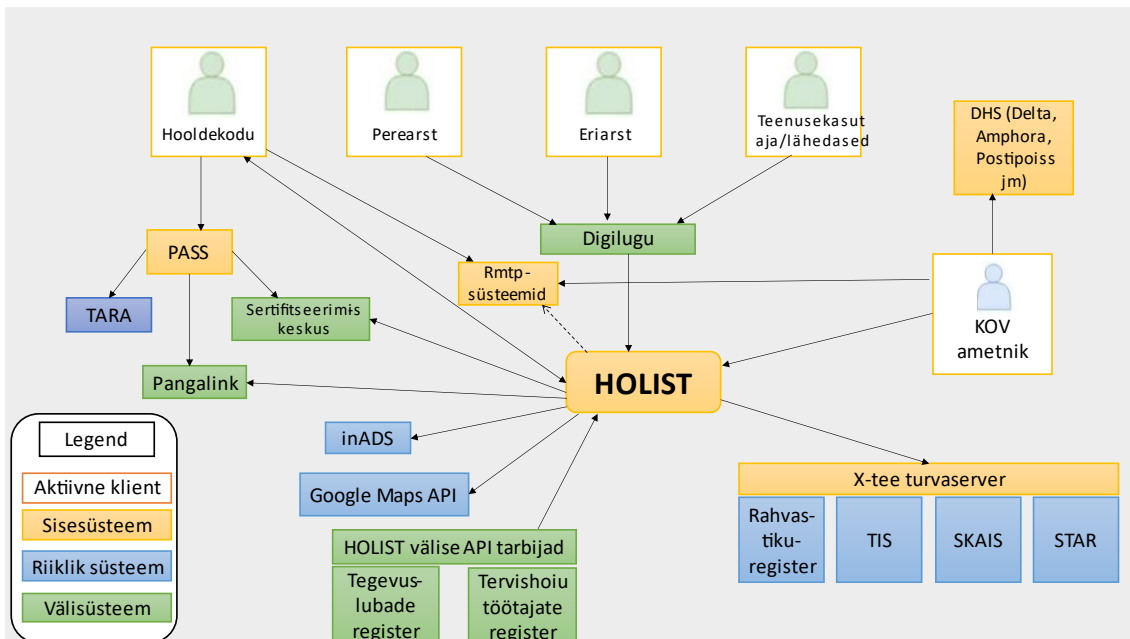 Hooldekodu
Perearst
Eriarst
Teenusekasut
aja/lähedased
DHS (Delta,
Amphora,
Postipoiss
jm)
Digilugu
PASS
Rmtp-
süsteemid
TARA
Sertifitseerimis
keskus
KOV
ametnik
Pangalink
HOLIST
Legend
inADS
Aktiivne klient
Google Maps API
X-tee turvaserver
Sisesüsteem
Rahvas-
tiku-
register
TIS
SKAIS
STAR
HOLIST välise API tarbijad
Riiklik süsteem
Tegevus-
lubade
register
Tervishoiu
töötajate
register
Välisüsteem